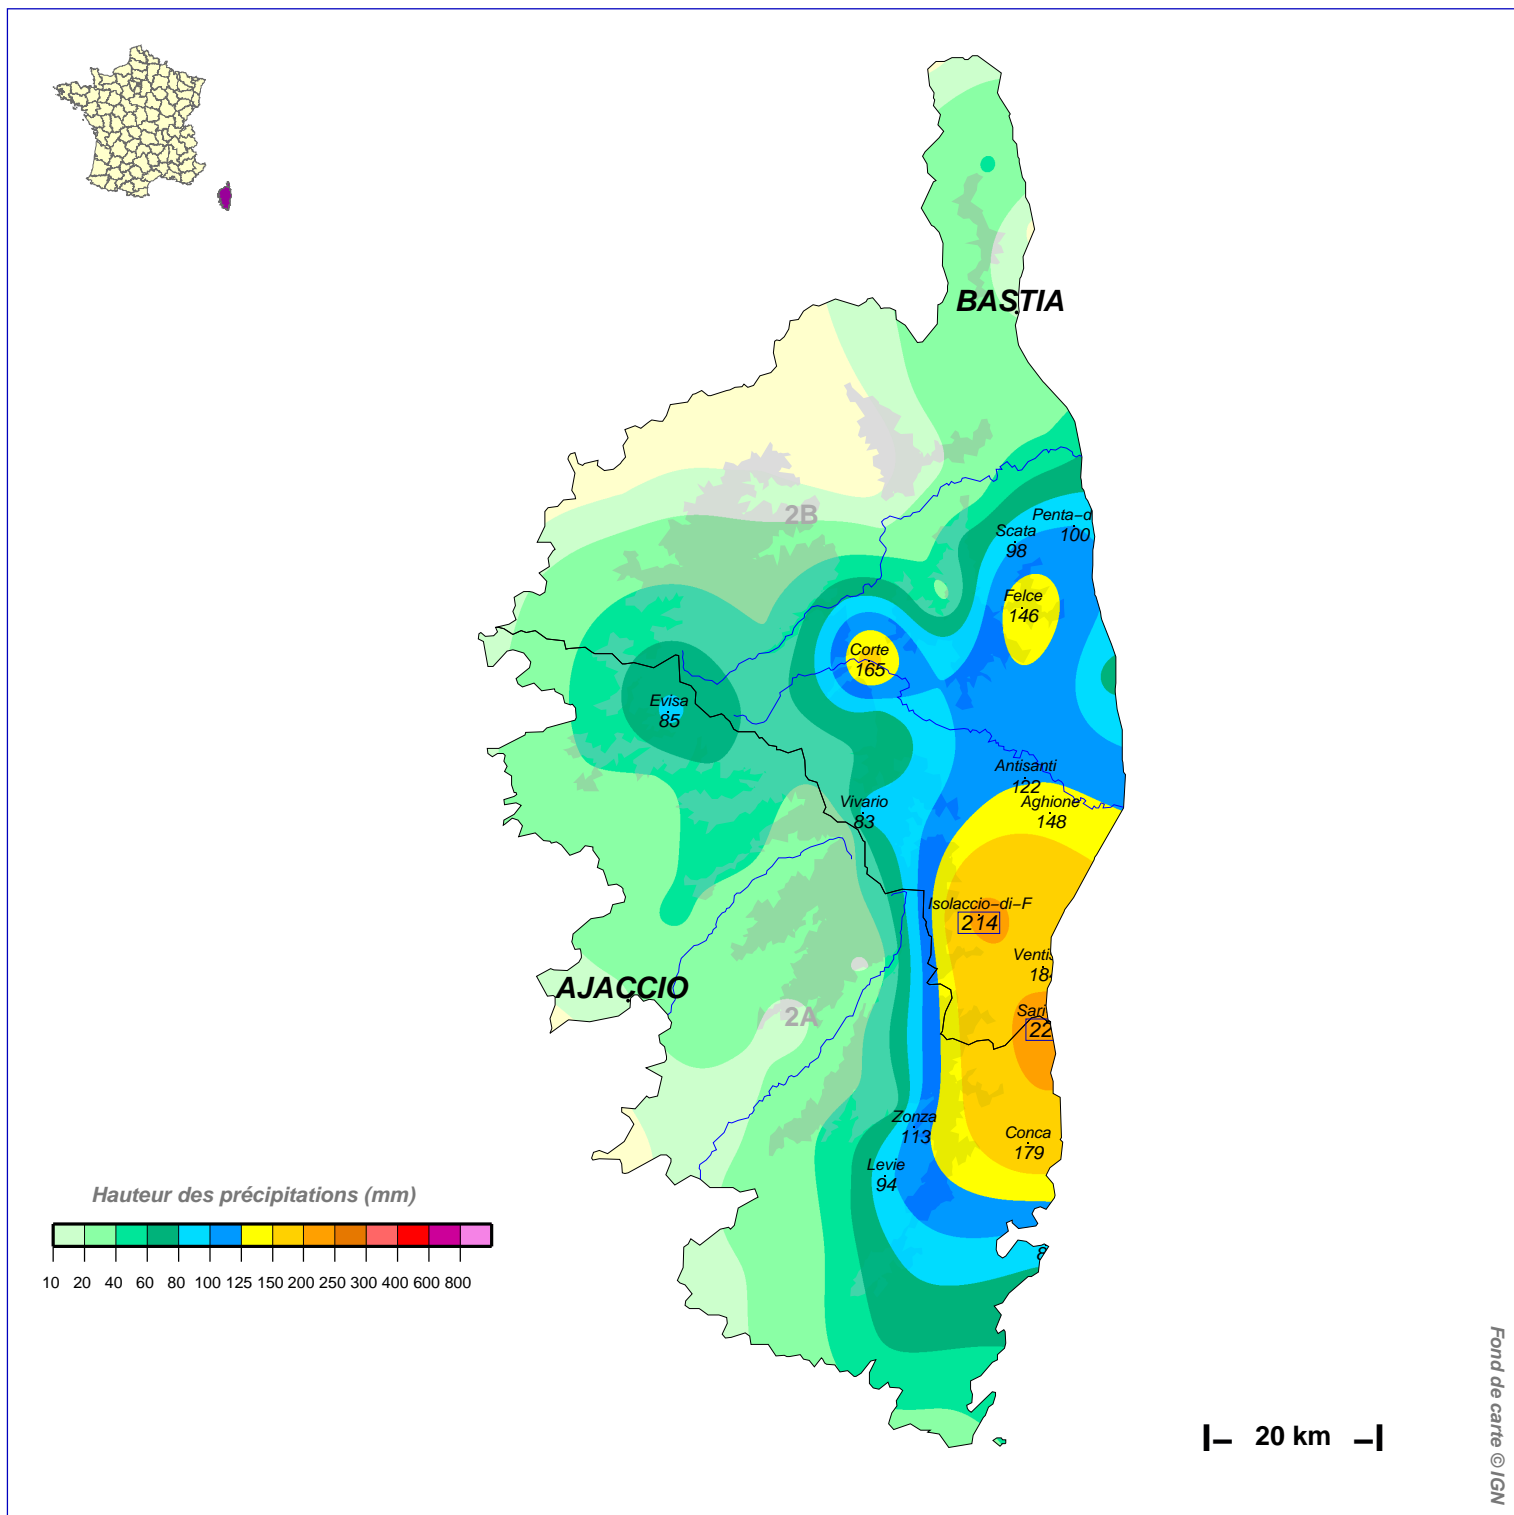 BASTIA
2B
Penta-d
100
Scata
98
Felce
146
Corte
165
Evisa
85
Antisanti
122
Aghione
148
Vivario
83
Isolaccio-di-F
214
Venti
18
AJACCIO
2A
Sari
22
Zonza
113
Conca
179
Levie
94
8
Hauteur des précipitations (mm)
10 20 40 60 80 100 125 150 200 250 300 400 600 800
20 km
Fond de carte © IGN